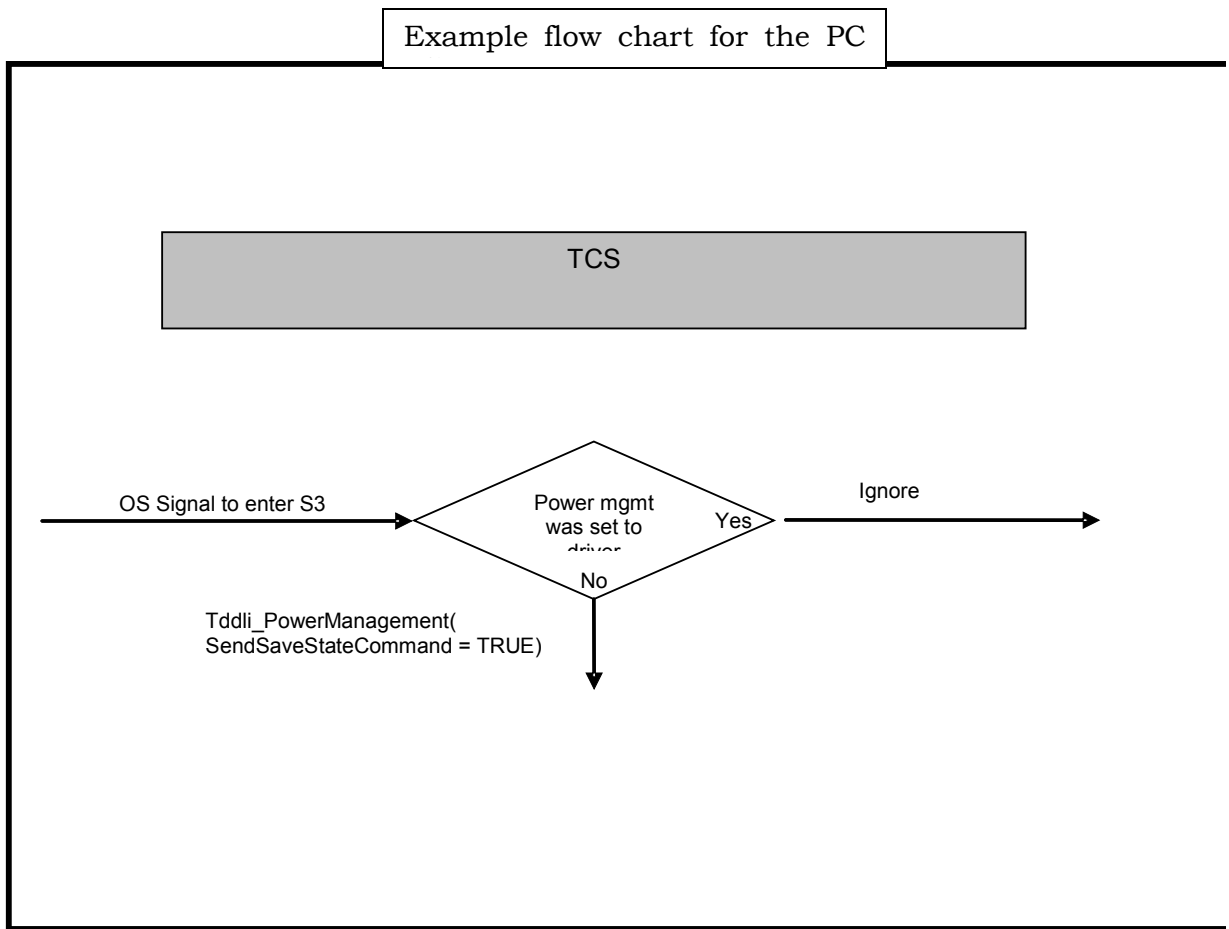 Example flow chart for the PC
TCS
OS Signal to enter S3
Power mgmt
was set to
driver
Yes
Ignore
No
Tddli_PowerManagement(
SendSaveStateCommand = TRUE)